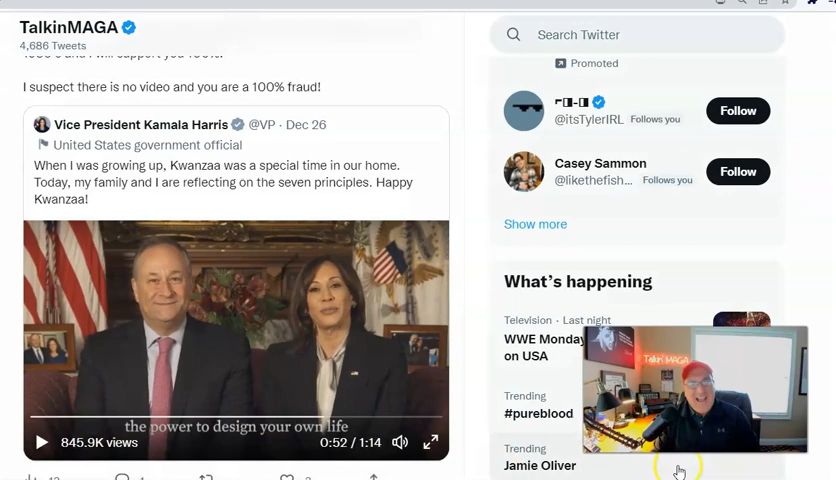 TalkinMAGA
4,686 Tweets
I suspect there is no video and you are a 100% fraud!
Vice President Kamala Harris @VP · Dec 26
United States government official
When I was growing up, Kwanzaa was a special time in our home.
Today, my family and I are reflecting on the seven principles. Happy
Kwanzaa!
the power to design your own life
845.9K views
0:52 / 1:14
Search Twitter
Promoted
@itsTylerIRL Follows you
Follow
Casey Sammon
@likethefish... Follows you
Follow
Show more
What's happening
Television · Last night
WWE Monday
on USA
Trending
#pureblood
Trending
Jamie Oliver
Talkin' MAGA